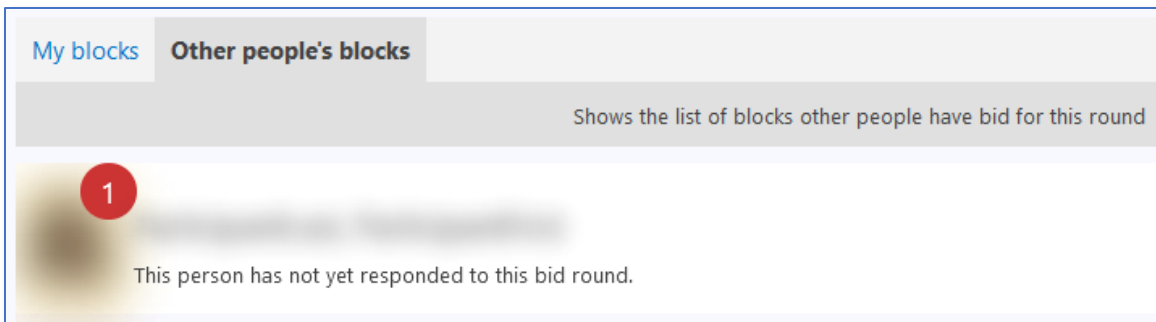 My blocks Other people's blocks
Shows the list of blocks other people have bid for this round
1
This person has not yet responded to this bid round.